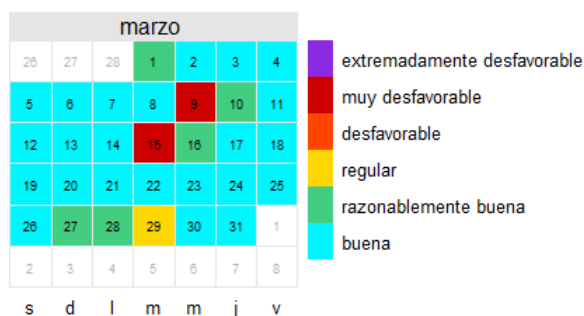 marzo
26 27 28 1 2 3 4
5 6 7 8 9 10 11
12 13 14 15 16 17 18
19 20 21 22 23 24 25
26 27 28 29 30 31 1
2 3 4 5 6 7 8
s d l m m j v
extremadamente desfavorable
muy desfavorable
desfavorable
regular
razonablemente buena
buena